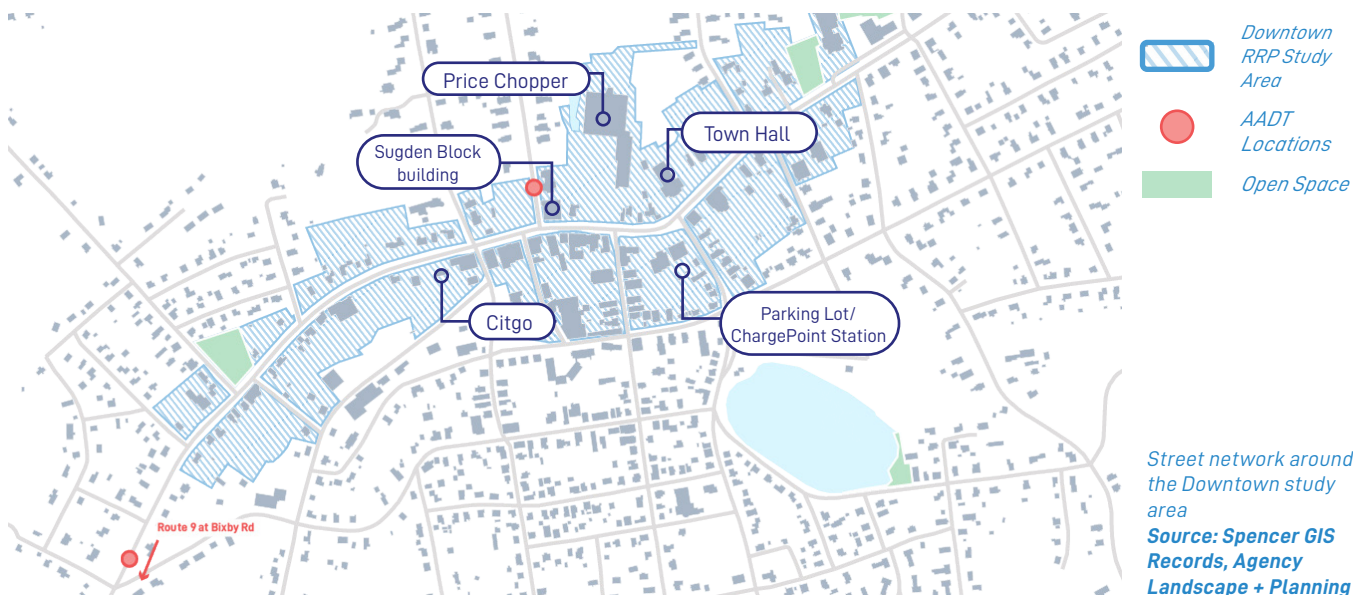 Price Chopper
Town Hall
Sugden Block
building
Citgo
Parking Lot/
ChargePoint Station
Route 9 at Bixby Rd
Downtown
RRP Study
Area
AADT
Locations
Open Space
Street network around
the Downtown study
area
Source: Spencer GIS
Records, Agency
Landscape + Planning